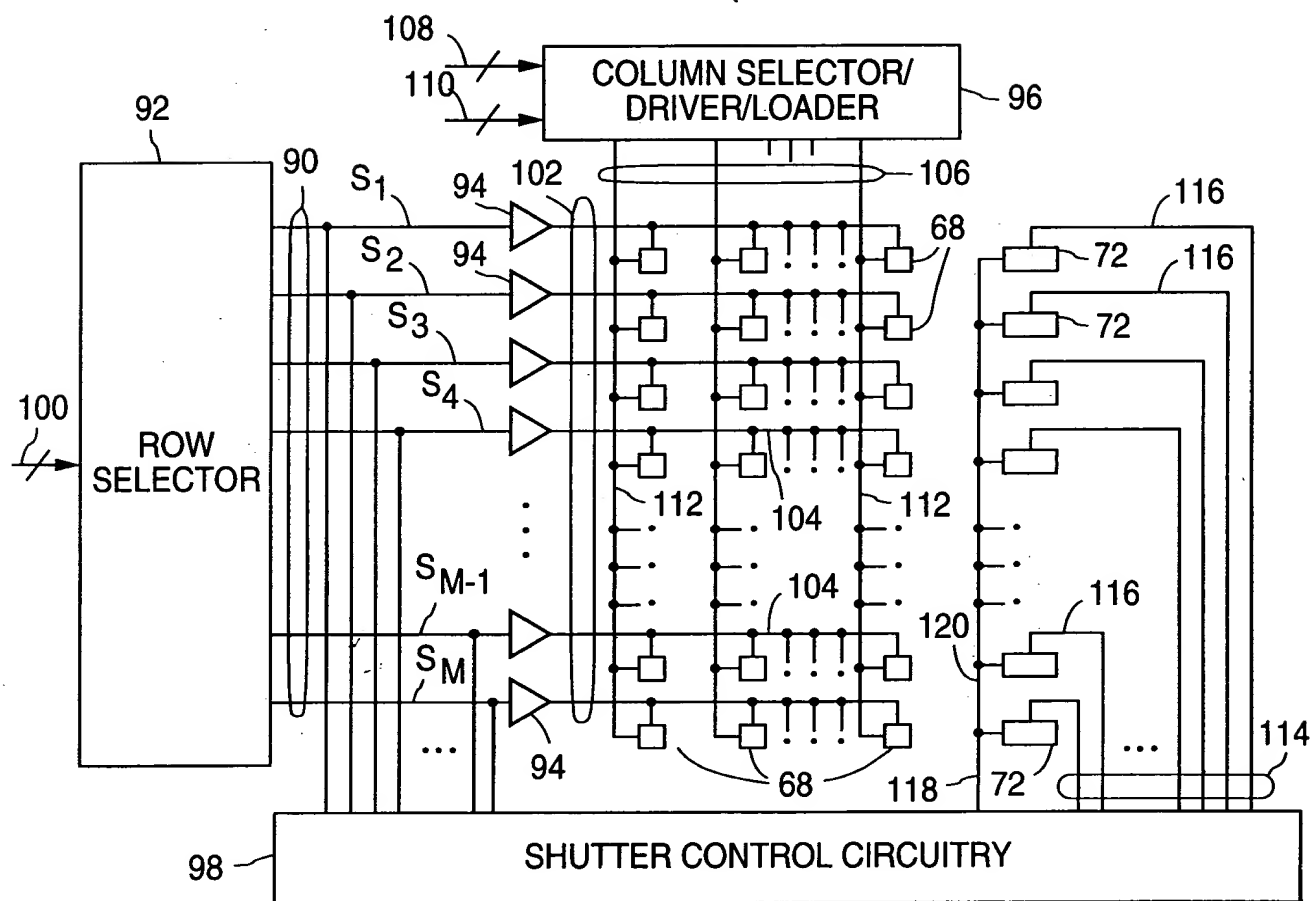 108
COLUMN SELECTOR/
DRIVER/LOADER
110
96
92
90
S1
94
102
106
116
68
72
S2
94
116
S3
72
S4
100
ROW
SELECTOR
112
104
112
SM-1
104
116
120
SM
94
68
118
72
114
98
SHUTTER CONTROL CIRCUITRY